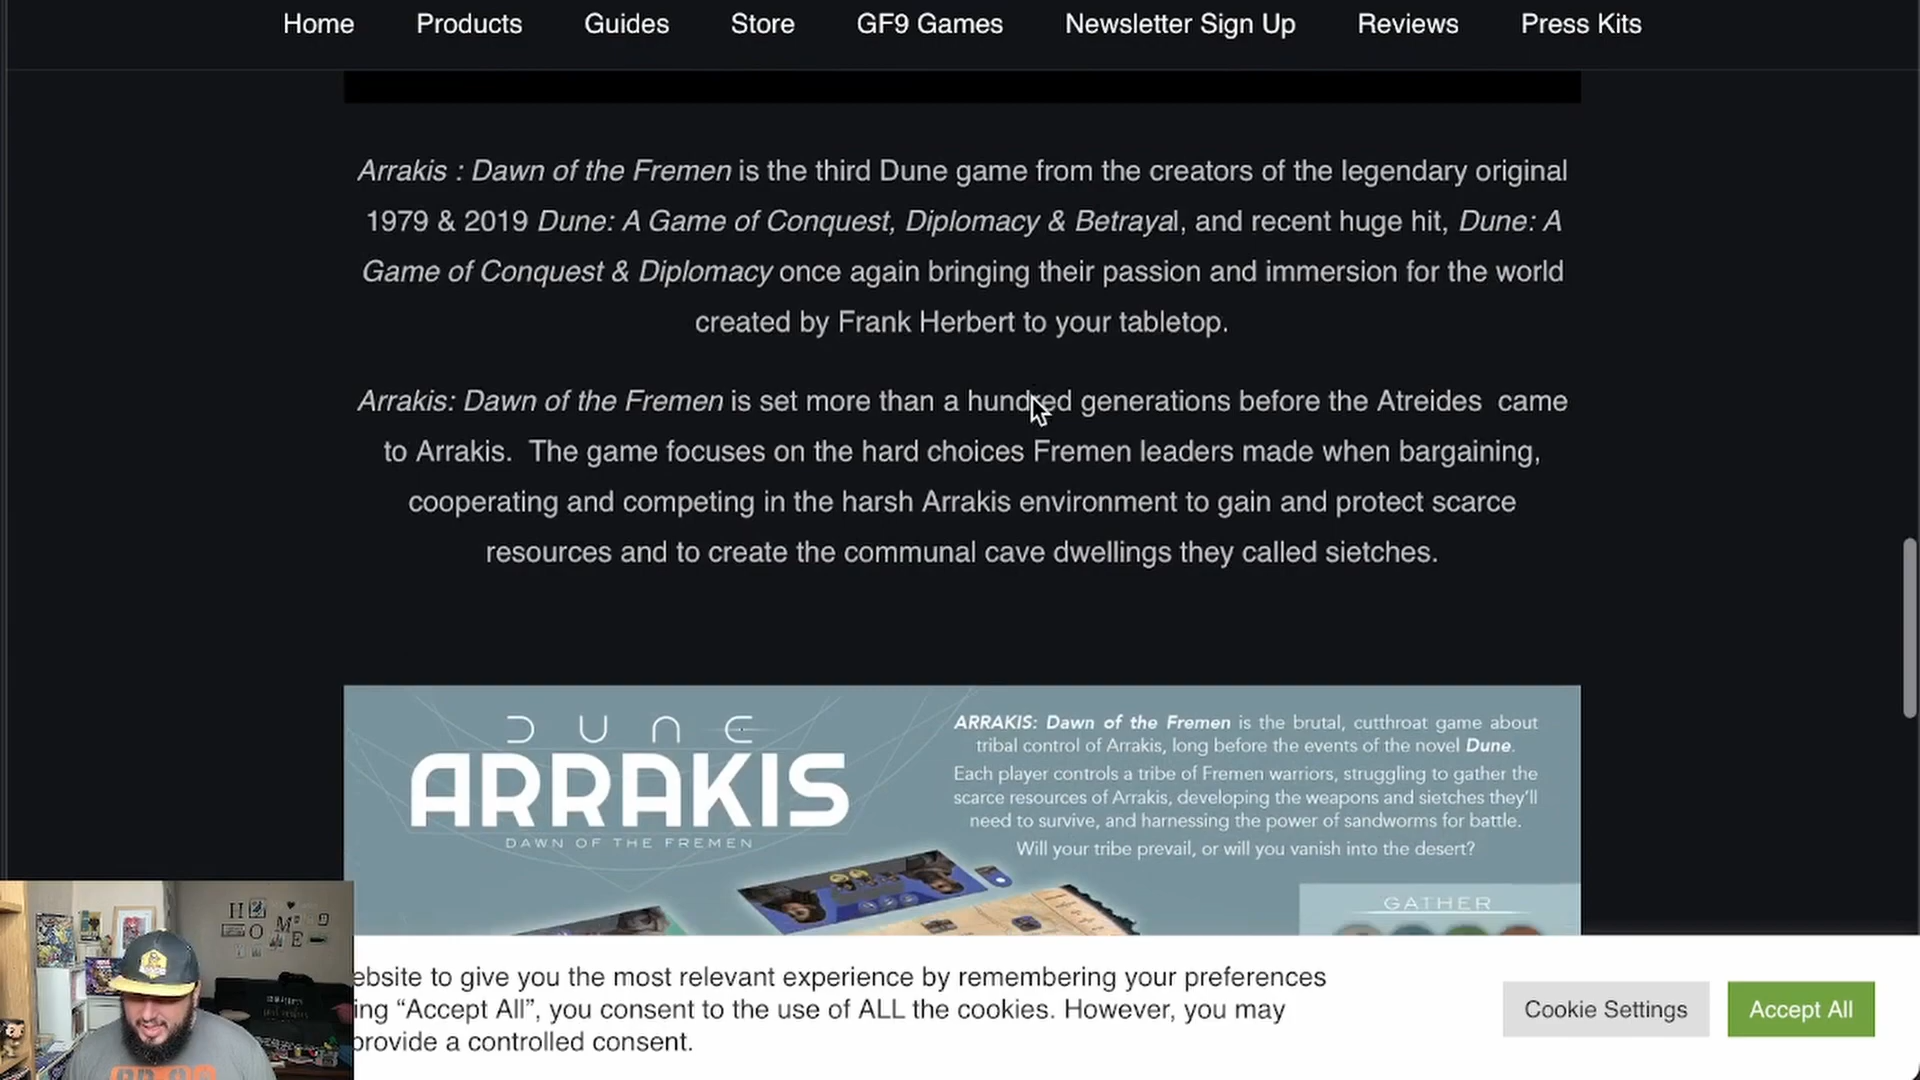 Home Products Guides Store GF9 Games Newsletter Sign Up Reviews Press Kits
Arrakis : Dawn of the Fremen is the third Dune game from the creators of the legendary original
1979 & 2019 Dune: A Game of Conquest, Diplomacy & Betrayal, and recent huge hit, Dune: A
Game of Conquest & Diplomacy once again bringing their passion and immersion for the world
created by Frank Herbert to your tabletop.
Arrakis: Dawn of the Fremen is set more than a hundred generations before the Atreides came
to Arrakis. The game focuses on the hard choices Fremen leaders made when bargaining,
cooperating and competing in the harsh Arrakis environment to gain and protect scarce
resources and to create the communal cave dwellings they called sietches.
DUNE
ARRAKIS
DAWN OF THE FREMEN
ARRAKIS: Dawn of the Fremen is the brutal, cutthroat game about
tribal control of Arrakis, long before the events of the novel Dune.
Each player controls a tribe of Fremen warriors, struggling to gather the
scarce resources of Arrakis, developing the weapons and sietches they'll
need to survive, and harnessing the power of sandworms for battle.
Will your tribe prevail, or will you vanish into the desert?
GATHER
HOME
ebsite to give you the most relevant experience by remembering your preferences
ing “Accept All”, you consent to the use of ALL the cookies. However, you may
provide a controlled consent.
Cookie Settings
Accept All